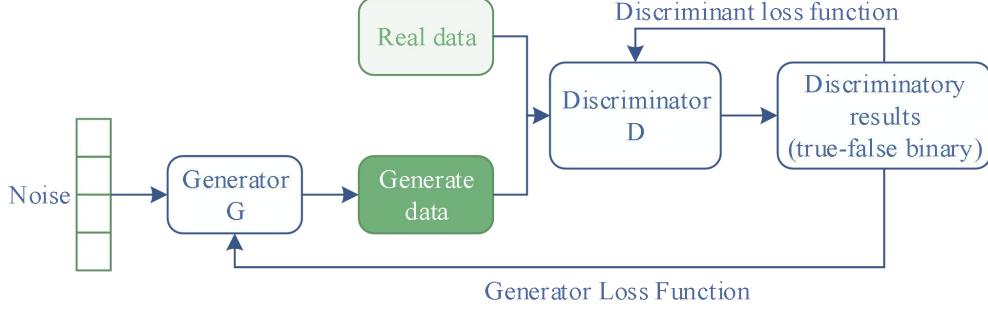 Discriminant loss function
Real data
Discriminator
D
Discriminatory
results
(true-false binary)
Noise
Generator
G
Generate
data
Generator Loss Function